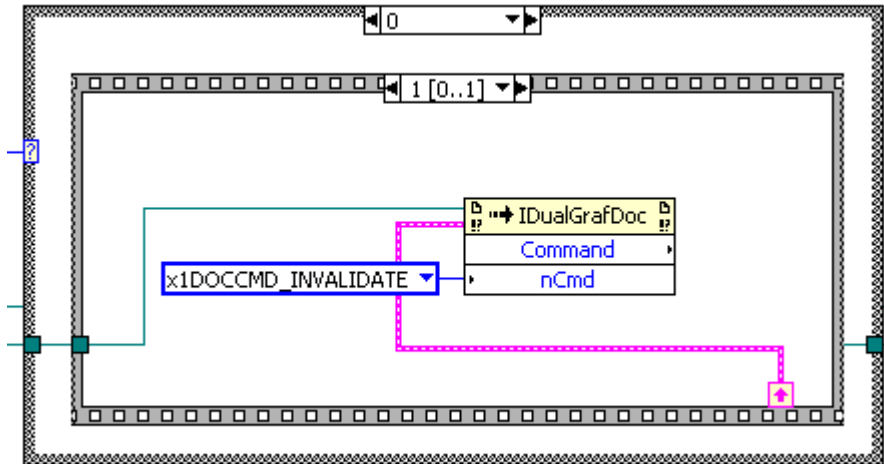 0
1 [0..1]
?
IDualGrafDoc
Command
x1DOCCMD_INVALIDATE
nCmd